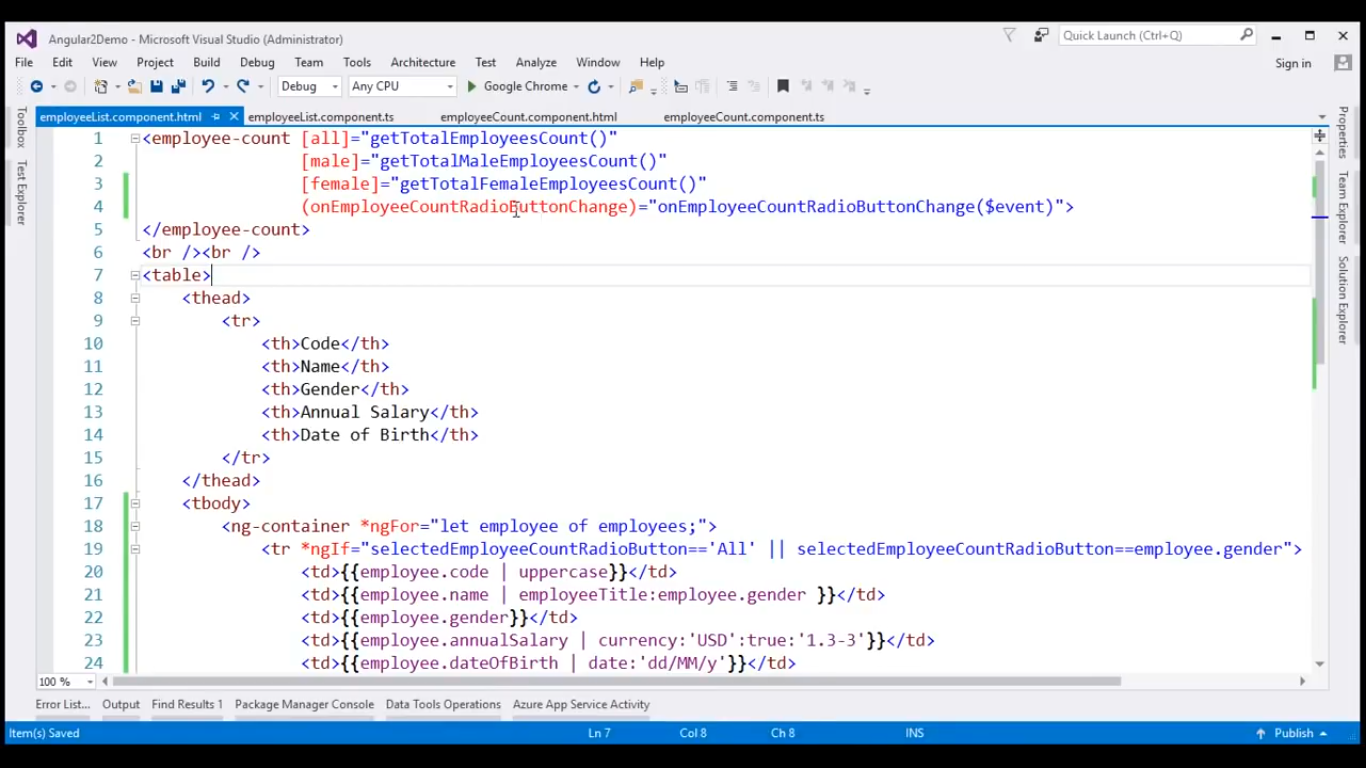 Angular2Demo - Microsoft Visual Studio (Administrator)
Quick Launch (Ctrl+Q)
File Edit View Project Build Debug Team Tools Architecture Test Analyze Window Help
Sign in
Debug Any CPU Google Chrome
employeeList.component.html employeeList.component.ts employeeCount.component.html employeeCount.component.ts
Toolbox
Test Explorer
Properties
Team Explorer
Solution Explorer
1 <employee-count [all]="getTotalEmployeesCount()"
2 [male]="getTotalMaleEmployeesCount()"
3 [female]="getTotalFemaleEmployeesCount()"
4 (onEmployeeCountRadioButtonChange)="onEmployeeCountRadioButtonChange($event)">
5 </employee-count>
6 <br /><br />
7 <table>
8 <thead>
9 <tr>
10 <th>Code</th>
11 <th>Name</th>
12 <th>Gender</th>
13 <th>Annual Salary</th>
14 <th>Date of Birth</th>
15 </tr>
16 </thead>
17 <tbody>
18 <ng-container *ngFor="let employee of employees;">
19 <tr *ngIf="selectedEmployeeCountRadioButton=='All' || selectedEmployeeCountRadioButton==employee.gender">
20 <td>{{employee.code | uppercase}}</td>
21 <td>{{employee.name | employeeTitle:employee.gender }}</td>
22 <td>{{employee.gender}}</td>
23 <td>{{employee.annualSalary | currency:'USD':true:'1.3-3'}}</td>
24 <td>{{employee.dateOfBirth | date:'dd/MM/y'}}</td>
100 %
Error List... Output Find Results 1 Package Manager Console Data Tools Operations Azure App Service Activity
Item(s) Saved Ln 7 Col 8 Ch 8 INS Publish